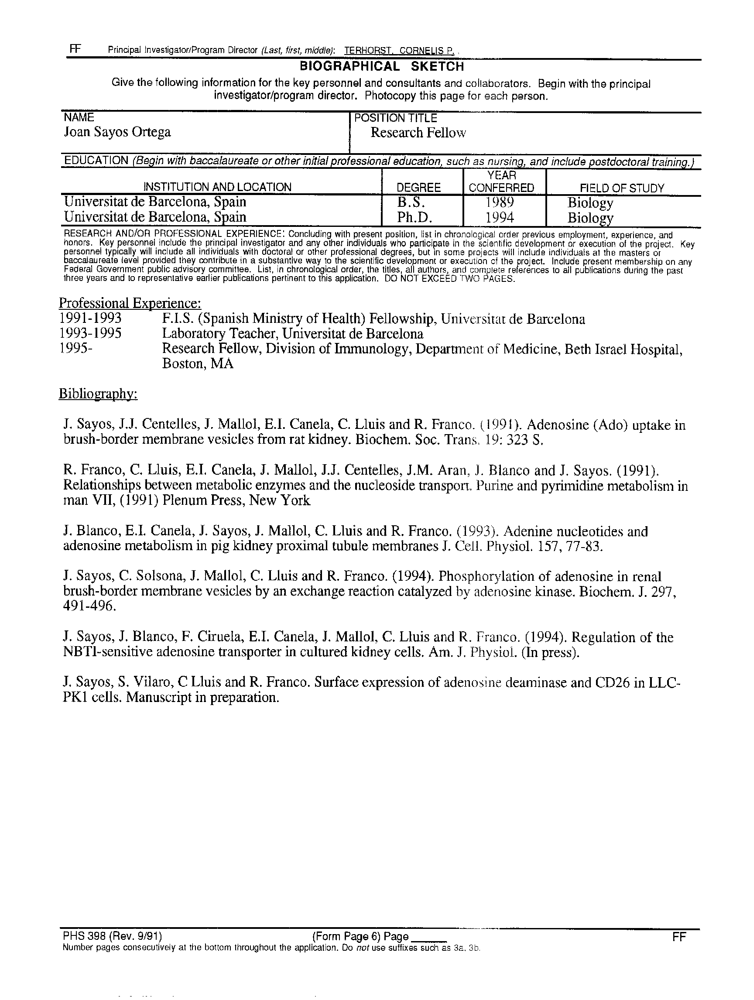 FF Principal Investigator/Program Director (Last, first, middle): TERHORST, CORNELIS P.
BIOGRAPHICAL SKETCH
Give the following information for the key personnel and consultants and collaborators. Begin with the principal
investigator/program director. Photocopy this page for each person.
NAME POSITION TITLE
Joan Sayos Ortega Research Fellow
EDUCATION (Begin with baccalaureate or other initial professional education, such as nursing, and include postdoctoral training.)
INSTITUTION AND LOCATION DEGREE YEAR CONFERRED FIELD OF STUDY
Universitat de Barcelona, Spain B.S. 1989 Biology
Universitat de Barcelona, Spain Ph.D. 1994 Biology
RESEARCH AND/OR PROFESSIONAL EXPERIENCE: Concluding with present position, list in chronological order previous employment, experience, and
honors. Key personnel include the principal investigator and any other individuals who participate in the scientific development or execution of the project. Key
personnel typically will include all individuals with doctoral or other professional degrees, but in some projects will include individuals at the masters or
baccalaureate level provided they contribute in a substantive way to the scientific development or execution of the project. Include present membership on any
Federal Government public advisory committee. List, in chronological order, the titles, all authors, and complete references to all publications during the past
three years and to representative earlier publications pertinent to this application. DO NOT EXCEED TWO PAGES.
Professional Experience:
1991-1993 F.I.S. (Spanish Ministry of Health) Fellowship, Universitat de Barcelona
1993-1995 Laboratory Teacher, Universitat de Barcelona
1995- Research Fellow, Division of Immunology, Department of Medicine, Beth Israel Hospital,
Boston, MA
Bibliography:
J. Sayos, J.J. Centelles, J. Mallol, E.I. Canela, C. Lluis and R. Franco. (1991). Adenosine (Ado) uptake in
brush-border membrane vesicles from rat kidney. Biochem. Soc. Trans. 19: 323 S.
R. Franco, C. Lluis, E.I. Canela, J. Mallol, J.J. Centelles, J.M. Aran, J. Blanco and J. Sayos. (1991).
Relationships between metabolic enzymes and the nucleoside transport. Purine and pyrimidine metabolism in
man VII, (1991) Plenum Press, New York
J. Blanco, E.I. Canela, J. Sayos, J. Mallol, C. Lluis and R. Franco. (1993). Adenine nucleotides and
adenosine metabolism in pig kidney proximal tubule membranes J. Cell. Physiol. 157, 77-83.
J. Sayos, C. Solsona, J. Mallol, C. Lluis and R. Franco. (1994). Phosphorylation of adenosine in renal
brush-border membrane vesicles by an exchange reaction catalyzed by adenosine kinase. Biochem. J. 297,
491-496.
J. Sayos, J. Blanco, F. Ciruela, E.I. Canela, J. Mallol, C. Lluis and R. Franco. (1994). Regulation of the
NBTI-sensitive adenosine transporter in cultured kidney cells. Am. J. Physiol. (In press).
J. Sayos, S. Vilaro, C Lluis and R. Franco. Surface expression of adenosine deaminase and CD26 in LLC-
PK1 cells. Manuscript in preparation.
PHS 398 (Rev. 9/91) (Form Page 6) Page ______ FF
Number pages consecutively at the bottom throughout the application. Do not use suffixes such as 3a, 3b.